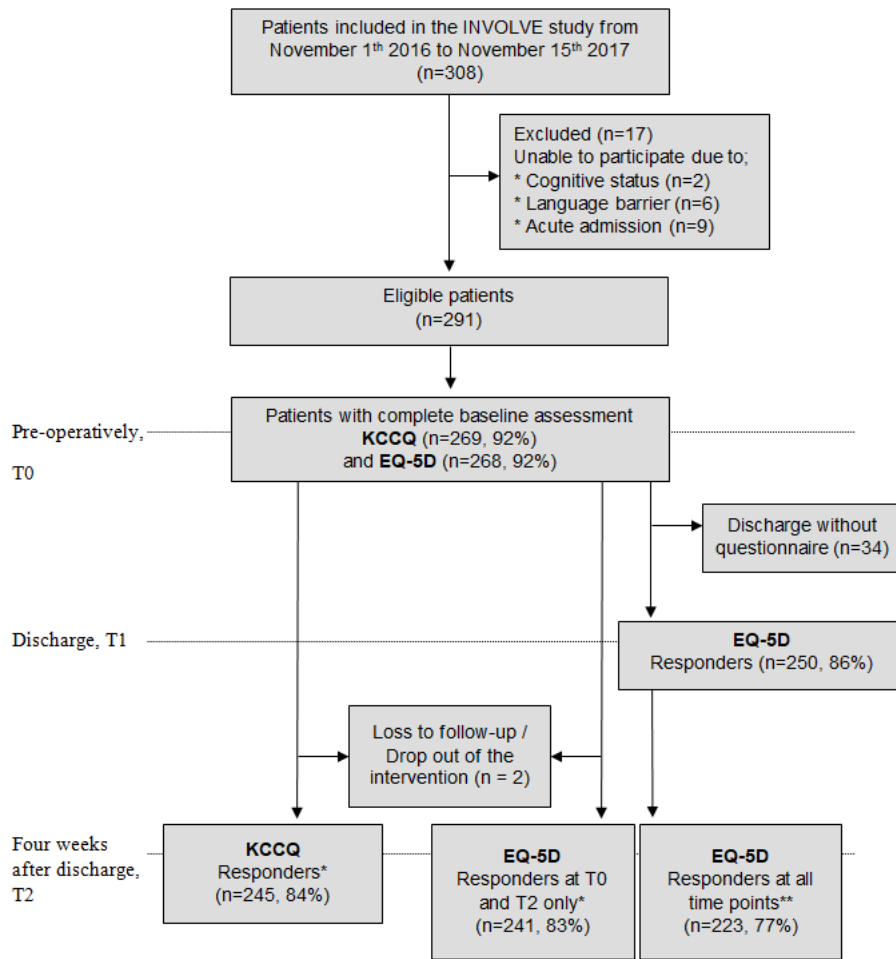 Patients included in the INVOLVE study from
November 1th 2016 to November 15th 2017
(n=308)
Excluded (n=17)
Unable to participate due to;
* Cognitive status (n=2)
* Language barrier (n=6)
* Acute admission (n=9)
Eligible patients
(n=291)
Pre-operatively,
T0
Patients with complete baseline assessment
KCCQ (n=269, 92%)
and EQ-5D (n=268, 92%)
Discharge without
questionnaire (n=34)
Discharge, T1
EQ-5D
Responders (n=250, 86%)
Loss to follow-up /
Drop out of the
intervention (n = 2)
Four weeks
after discharge,
T2
KCCQ
Responders*
(n=245, 84%)
EQ-5D
Responders at T0
and T2 only*
(n=241, 83%)
EQ-5D
Responders at all
time points**
(n=223, 77%)